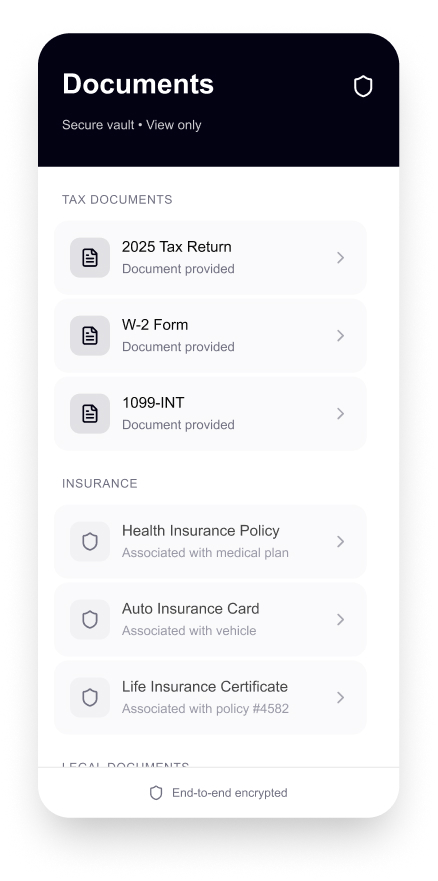 Documents
Secure vault • View only
TAX DOCUMENTS
2025 Tax Return
Document provided
W-2 Form
Document provided
1099-INT
Document provided
INSURANCE
Health Insurance Policy
Associated with medical plan
Auto Insurance Card
Associated with vehicle
Life Insurance Certificate
Associated with policy #4582
LEGAL DOCUMENTS
End-to-end encrypted